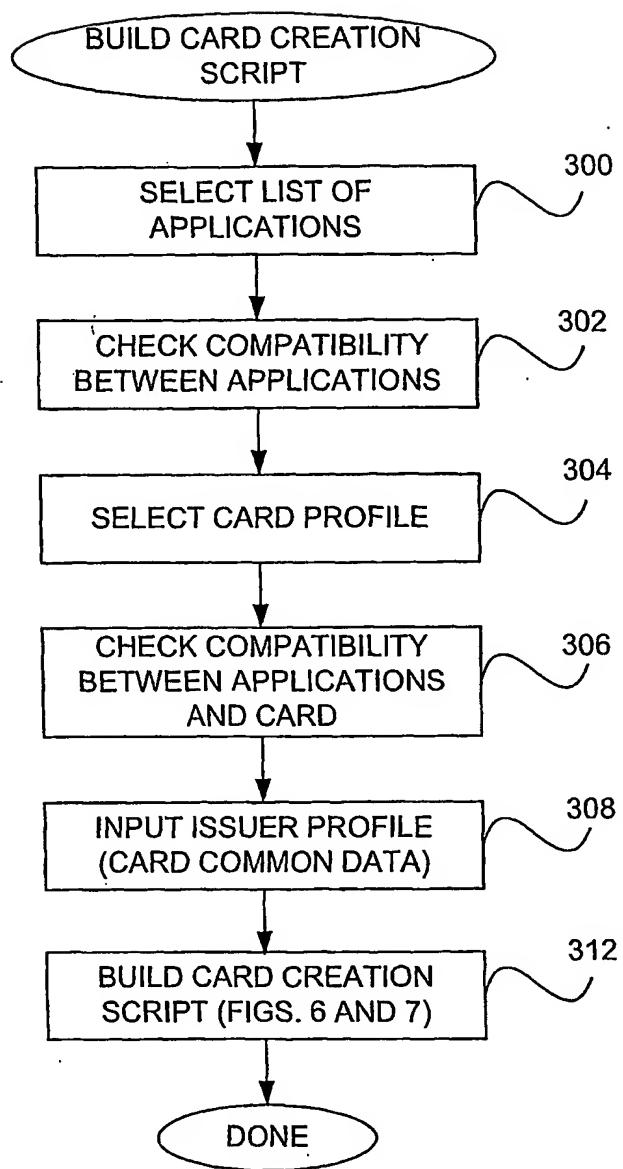 BUILD CARD CREATION
SCRIPT
300
SELECT LIST OF
APPLICATIONS
302
CHECK COMPATIBILITY
BETWEEN APPLICATIONS
304
SELECT CARD PROFILE
306
CHECK COMPATIBILITY
BETWEEN APPLICATIONS
AND CARD
308
INPUT ISSUER PROFILE
(CARD COMMON DATA)
312
BUILD CARD CREATION
SCRIPT (FIGS. 6 AND 7)
DONE